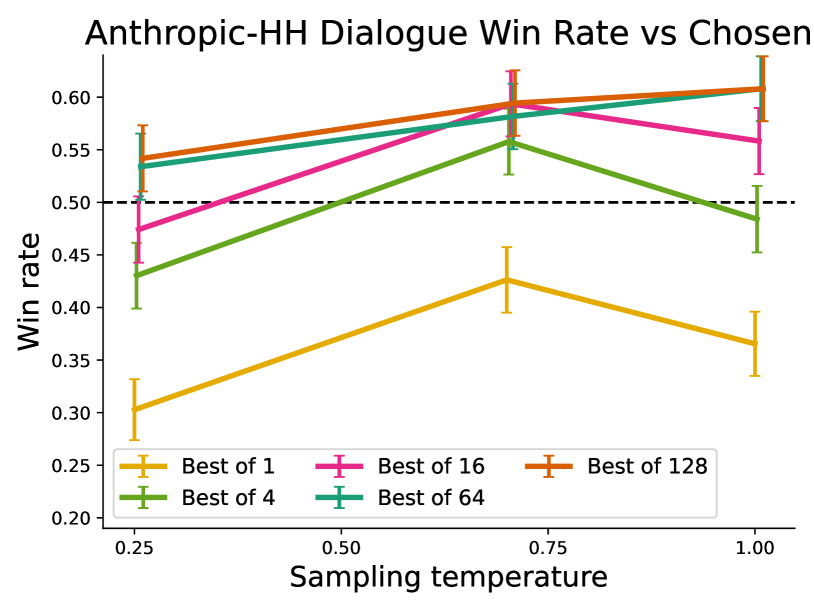 Anthropic-HH Dialogue Win Rate vs Chosen
Win rate
0.60
0.55
0.50
0.45
0.40
0.35
0.30
0.25
0.20
Best of 1
Best of 4
Best of 16
Best of 64
Best of 128
0.25
0.50
0.75
1.00
Sampling temperature